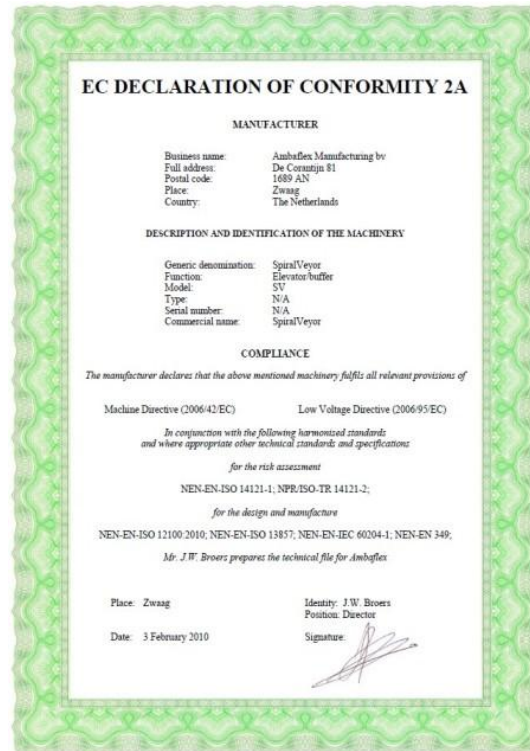 EC DECLARATION OF CONFORMITY 2A
MANUFACTURER
Business name: Ambaflex Manufacturing bv
Full address: De Corantijn 81
Postal code: 1689 AN
Place: Zwaag
Country: The Netherlands
DESCRIPTION AND IDENTIFICATION OF THE MACHINERY
Generic denomination: SpiralVeyor
Function: Elevator/buffer
Model: SV
Type: N/A
Serial number: N/A
Commercial name: SpiralVeyor
COMPLIANCE
The manufacturer declares that the above mentioned machinery fulfils all relevant provisions of
Machine Directive (2006/42/EC) Low Voltage Directive (2006/95/EC)
In conjunction with the following harmonised standards
and where appropriate other technical standards and specifications
for the risk assessment
NEN-EN-ISO 14121-1; NPR/ISO-TR 14121-2;
for the design and manufacture
NEN-EN-ISO 12100:2010; NEN-EN-ISO 13857; NEN-EN-IEC 60204-1; NEN-EN 349;
Mr. J.W. Broers prepares the technical file for Ambaflex
Place: Zwaag Identity: J.W. Broers
Position: Director
Date: 3 February 2010 Signature: